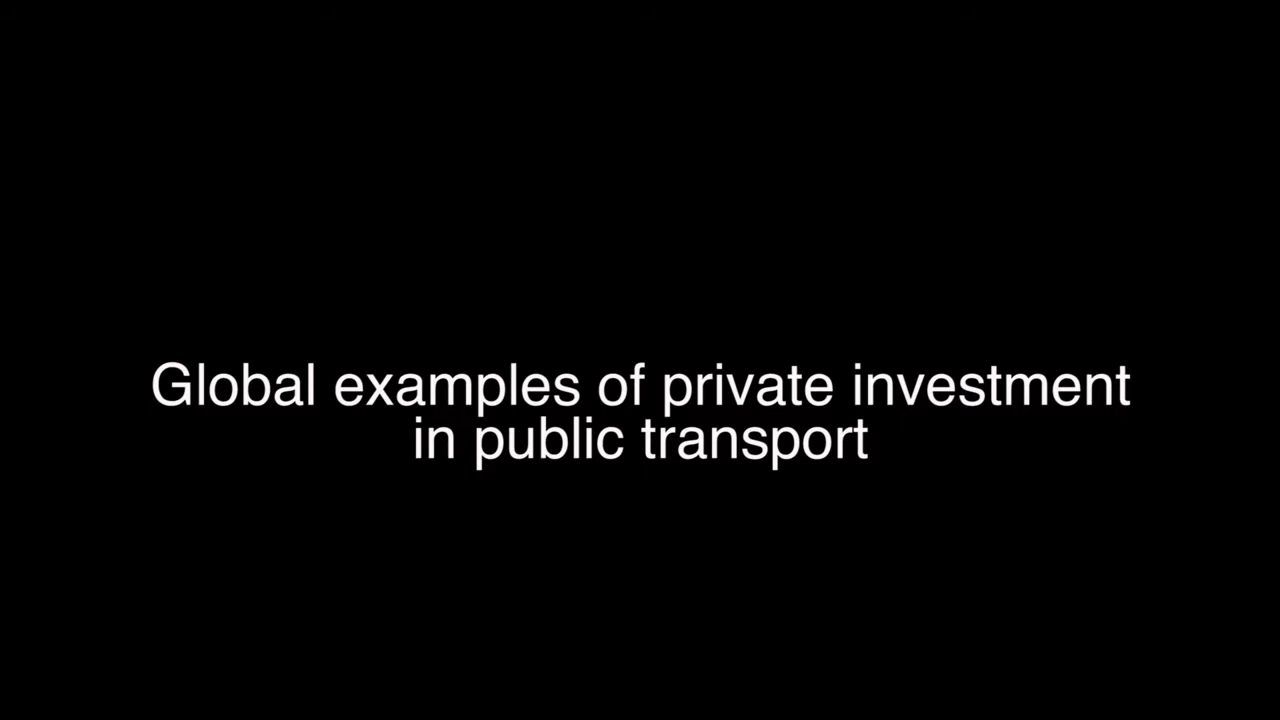 Global examples of private investment
in public transport